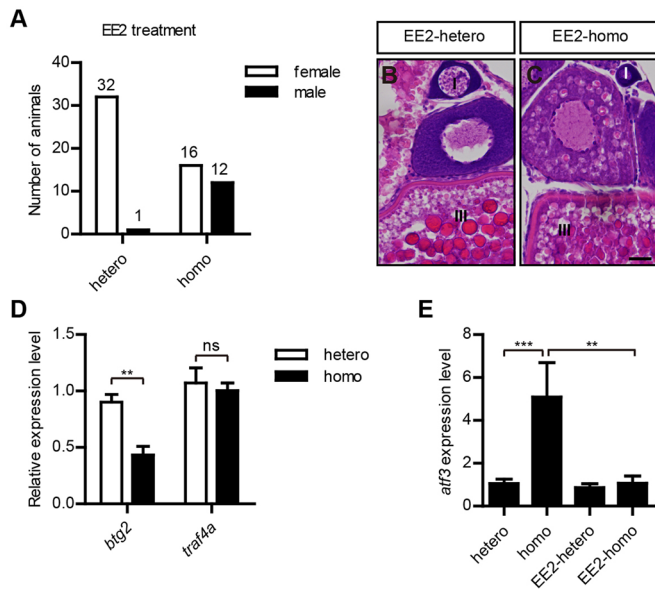 A
EE2 treatment
Number of animals
40
30
20
10
0
32
1
16
12
hetero
homo
female
male
EE2-hetero
EE2-homo
B
I
III
C
I
III
D
Relative expression level
1.5
1.0
0.5
0.0
**
ns
btg2
traf4a
hetero
homo
E
atf3 expression level
8
6
4
2
0
***
**
hetero
homo
EE2-hetero
EE2-homo